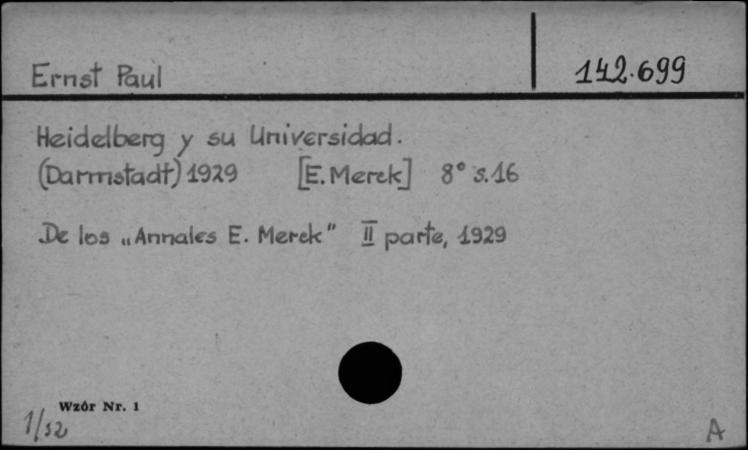 Ernst Paul
142.699
Heidelberg y su Universidad.
(Darmstadt) 1929 [E. Merck] 8° s. 16
De los „Annales E. Merck” II parte, 1929
Wzór Nr. 1
1/52
A